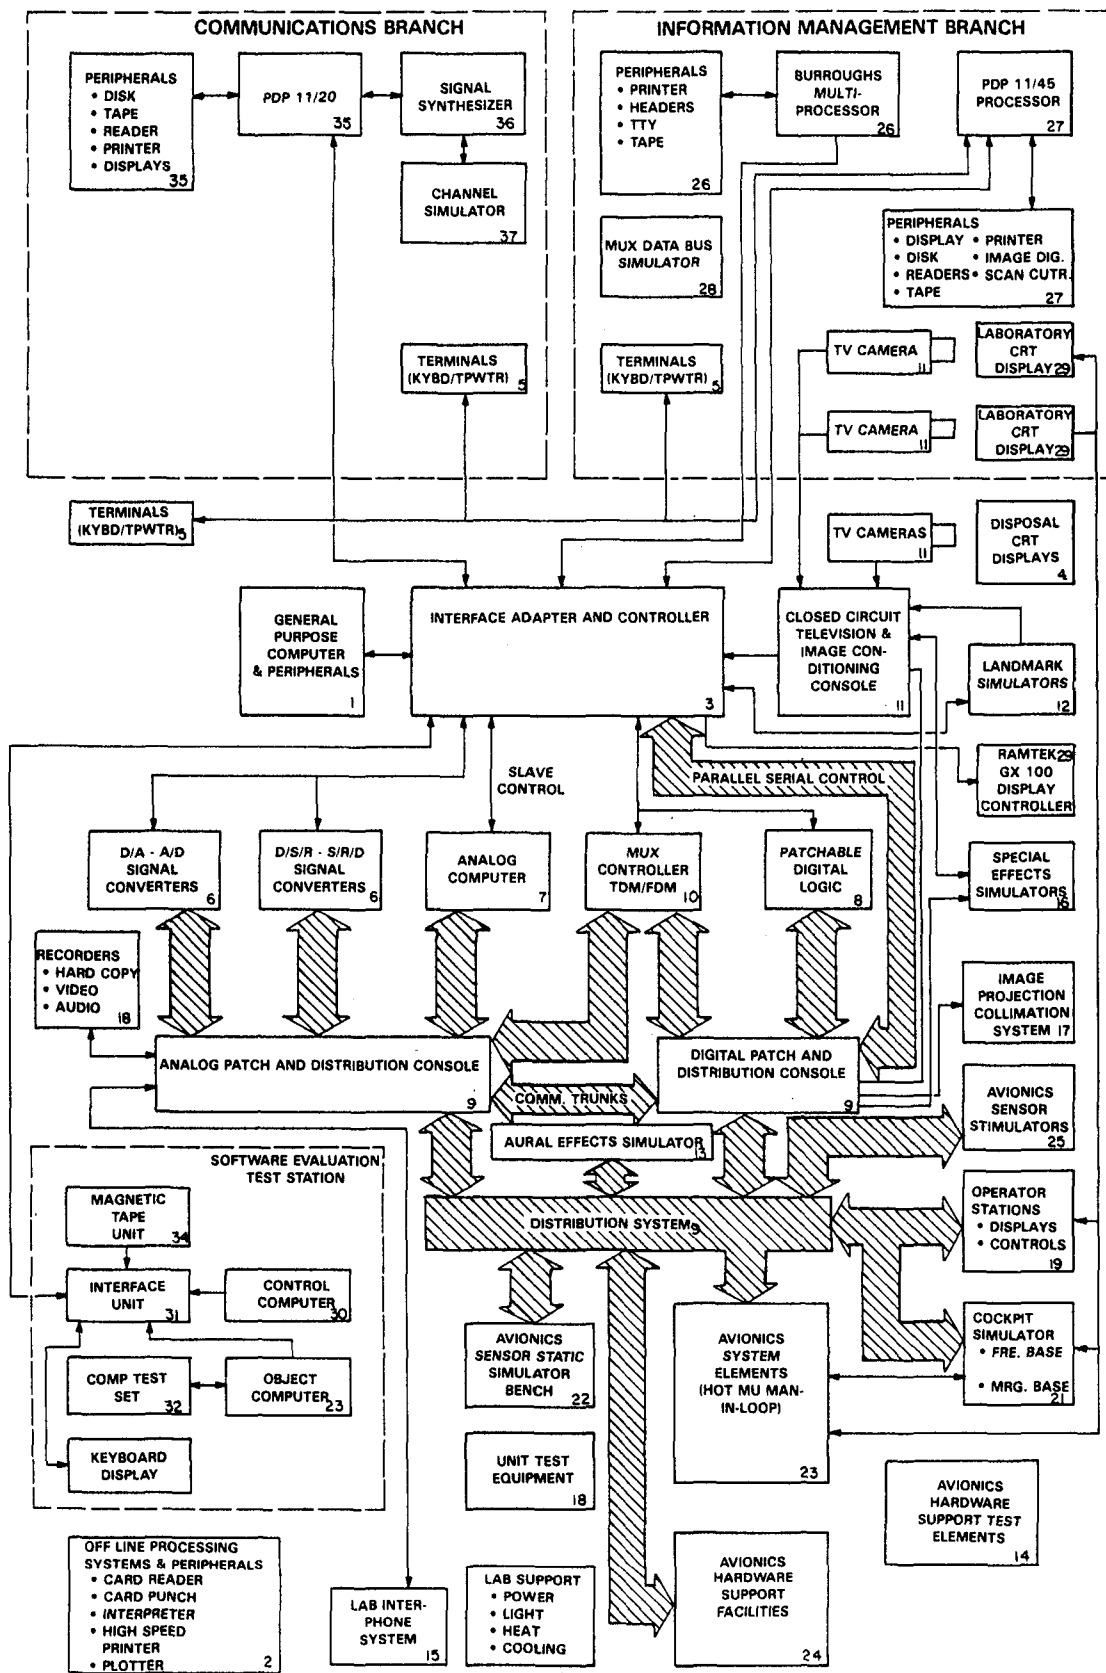 COMMUNICATIONS BRANCH
PERIPHERALS
• DISK
• TAPE
• READER
• PRINTER
• DISPLAYS
35
PDP 11/20
35
SIGNAL
SYNTHESIZER
36
CHANNEL
SIMULATOR
37
TERMINALS
(KYBD/TPWTR)
5
INFORMATION MANAGEMENT BRANCH
PERIPHERALS
• PRINTER
• HEADERS
• TTY
• TAPE
26
BURROUGHS
MULTI-
PROCESSOR
26
PDP 11/45
PROCESSOR
27
MUX DATA BUS
SIMULATOR
28
PERIPHERALS
• DISPLAY • PRINTER
• DISK • IMAGE DIG.
• READERS • SCAN CUTR.
• TAPE
27
TERMINALS
(KYBD/TPWTR)
5
TV CAMERA
11
LABORATORY
CRT
DISPLAY 29
TV CAMERA
11
LABORATORY
CRT
DISPLAY 29
TERMINALS
(KYBD/TPWTR)
5
TV CAMERAS
11
DISPOSAL
CRT
DISPLAYS
4
GENERAL
PURPOSE
COMPUTER
& PERIPHERALS
1
INTERFACE ADAPTER AND CONTROLLER
3
CLOSED CIRCUIT
TELEVISION &
IMAGE CON-
DITIONING
CONSOLE
11
LANDMARK
SIMULATORS
12
SLAVE
CONTROL
PARALLEL SERIAL CONTROL
RAMTEK 29
GX 100
DISPLAY
CONTROLLER
D/A - A/D
SIGNAL
CONVERTERS
6
D/S/R - S/R/D
SIGNAL
CONVERTERS
6
ANALOG
COMPUTER
7
MUX
CONTROLLER
TDM/FDM
10
PATCHABLE
DIGITAL
LOGIC
8
SPECIAL
EFFECTS
SIMULATORS
16
RECORDERS
• HARD COPY
• VIDEO
• AUDIO
18
IMAGE
PROJECTION
COLLIMATION
SYSTEM 17
ANALOG PATCH AND DISTRIBUTION CONSOLE
9
DIGITAL PATCH AND
DISTRIBUTION CONSOLE
9
COMM. TRUNKS
AURAL EFFECTS SIMULATOR
13
AVIONICS
SENSOR
STIMULATORS
25
DISTRIBUTION SYSTEM 9
OPERATOR
STATIONS
• DISPLAYS
• CONTROLS
19
SOFTWARE EVALUATION
TEST STATION
MAGNETIC
TAPE
UNIT
34
INTERFACE
UNIT
31
CONTROL
COMPUTER
30
COMP TEST
SET
32
OBJECT
COMPUTER
23
KEYBOARD
DISPLAY
AVIONICS
SENSOR STATIC
SIMULATOR
BENCH
22
AVIONICS
SYSTEM
ELEMENTS
(HOT MU MAN-
IN-LOOP)
23
COCKPIT
SIMULATOR
• FRE. BASE
• MRG. BASE
21
UNIT TEST
EQUIPMENT
18
AVIONICS
HARDWARE
SUPPORT TEST
ELEMENTS
14
OFF LINE PROCESSING
SYSTEMS & PERIPHERALS
• CARD READER
• CARD PUNCH
• INTERPRETER
• HIGH SPEED
PRINTER
• PLOTTER
2
LAB INTER-
PHONE
SYSTEM
15
LAB SUPPORT
• POWER
• LIGHT
• HEAT
• COOLING
AVIONICS
HARDWARE
SUPPORT
FACILITIES
24